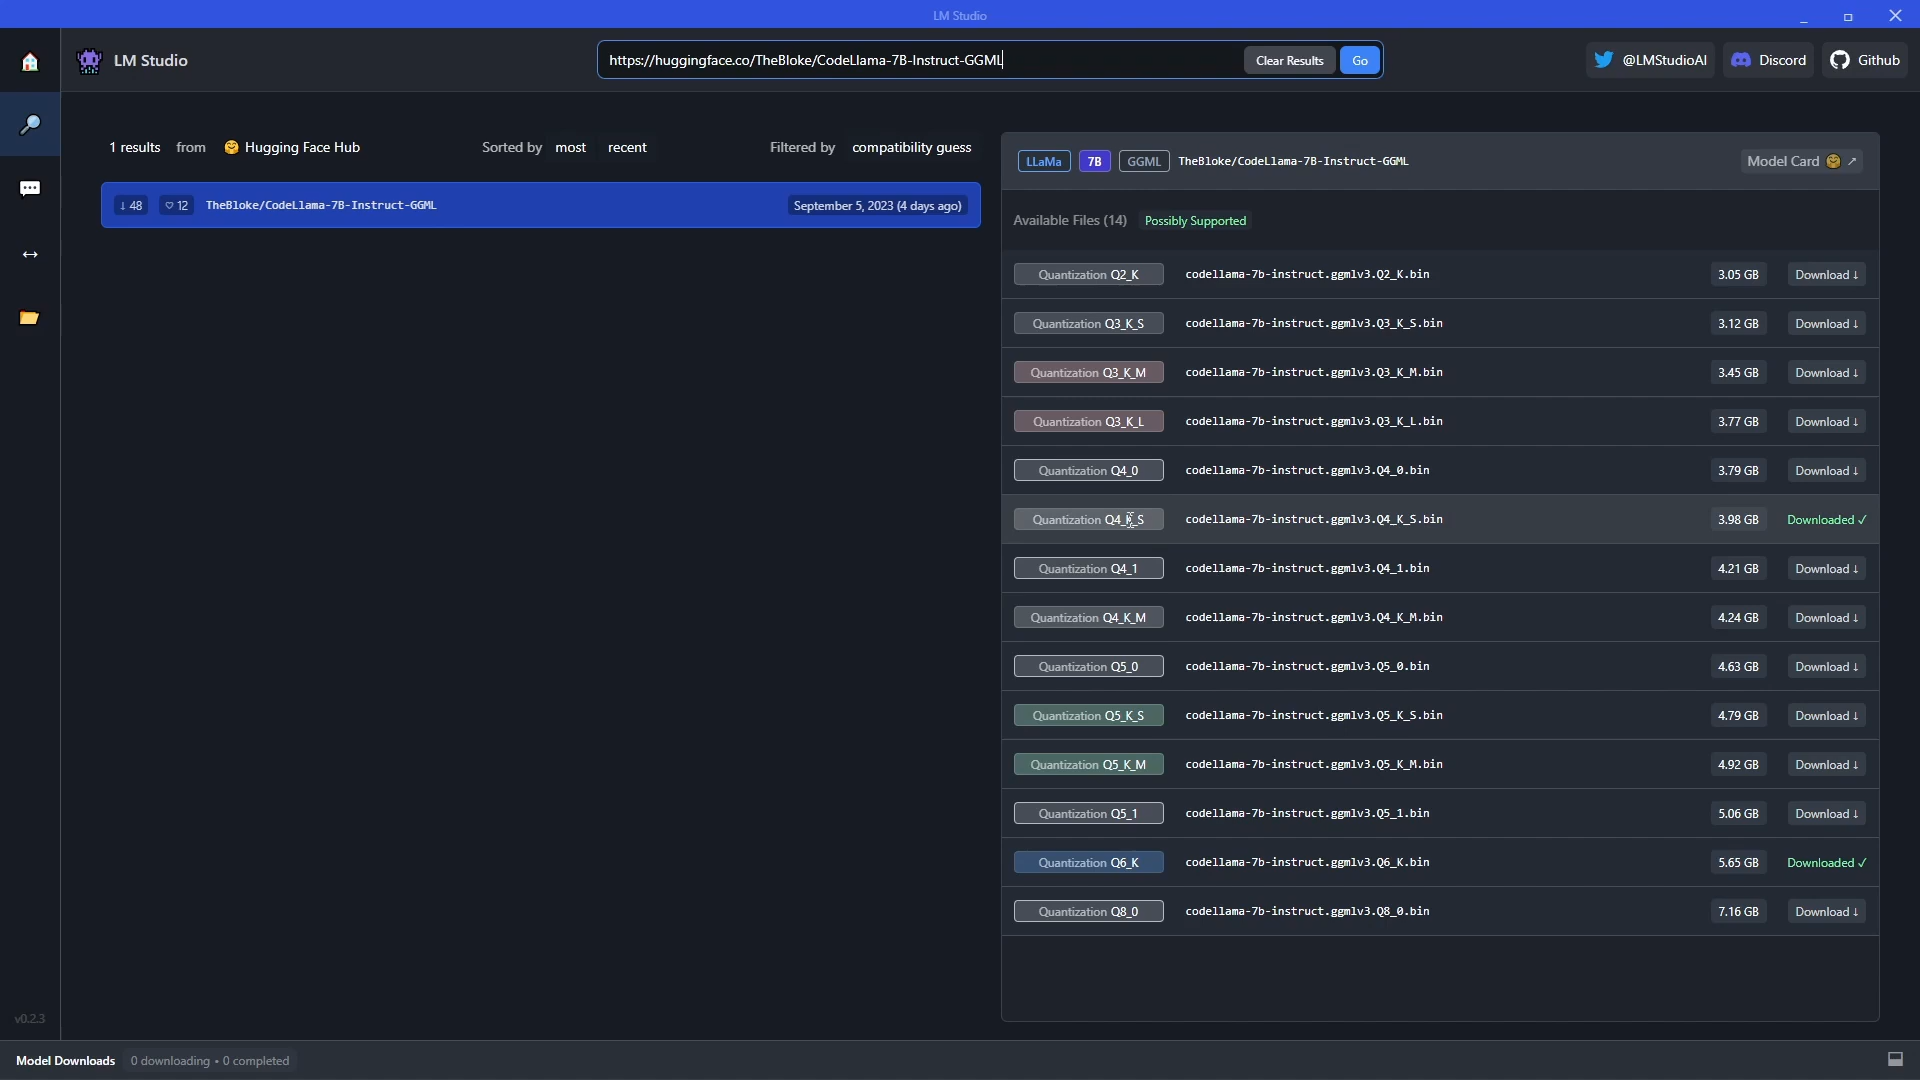 LM Studio
LM Studio
https://huggingface.co/TheBloke/CodeLlama-7B-Instruct-GGML
Clear Results
Go
@LMStudioAI
Discord
Github
1 results from Hugging Face Hub
Sorted by most recent
Filtered by compatibility guess
↓ 48 ♡ 12 TheBloke/CodeLlama-7B-Instruct-GGML September 5, 2023 (4 days ago)
LLaMa 7B GGML TheBloke/CodeLlama-7B-Instruct-GGML Model Card ↗
Available Files (14) Possibly Supported
Quantization Q2_K codellama-7b-instruct.ggmlv3.Q2_K.bin 3.05 GB Download ↓
Quantization Q3_K_S codellama-7b-instruct.ggmlv3.Q3_K_S.bin 3.12 GB Download ↓
Quantization Q3_K_M codellama-7b-instruct.ggmlv3.Q3_K_M.bin 3.45 GB Download ↓
Quantization Q3_K_L codellama-7b-instruct.ggmlv3.Q3_K_L.bin 3.77 GB Download ↓
Quantization Q4_0 codellama-7b-instruct.ggmlv3.Q4_0.bin 3.79 GB Download ↓
Quantization Q4_K_S codellama-7b-instruct.ggmlv3.Q4_K_S.bin 3.98 GB Downloaded ✓
Quantization Q4_1 codellama-7b-instruct.ggmlv3.Q4_1.bin 4.21 GB Download ↓
Quantization Q4_K_M codellama-7b-instruct.ggmlv3.Q4_K_M.bin 4.24 GB Download ↓
Quantization Q5_0 codellama-7b-instruct.ggmlv3.Q5_0.bin 4.63 GB Download ↓
Quantization Q5_K_S codellama-7b-instruct.ggmlv3.Q5_K_S.bin 4.79 GB Download ↓
Quantization Q5_K_M codellama-7b-instruct.ggmlv3.Q5_K_M.bin 4.92 GB Download ↓
Quantization Q5_1 codellama-7b-instruct.ggmlv3.Q5_1.bin 5.06 GB Download ↓
Quantization Q6_K codellama-7b-instruct.ggmlv3.Q6_K.bin 5.65 GB Downloaded ✓
Quantization Q8_0 codellama-7b-instruct.ggmlv3.Q8_0.bin 7.16 GB Download ↓
v0.2.3
Model Downloads 0 downloading • 0 completed